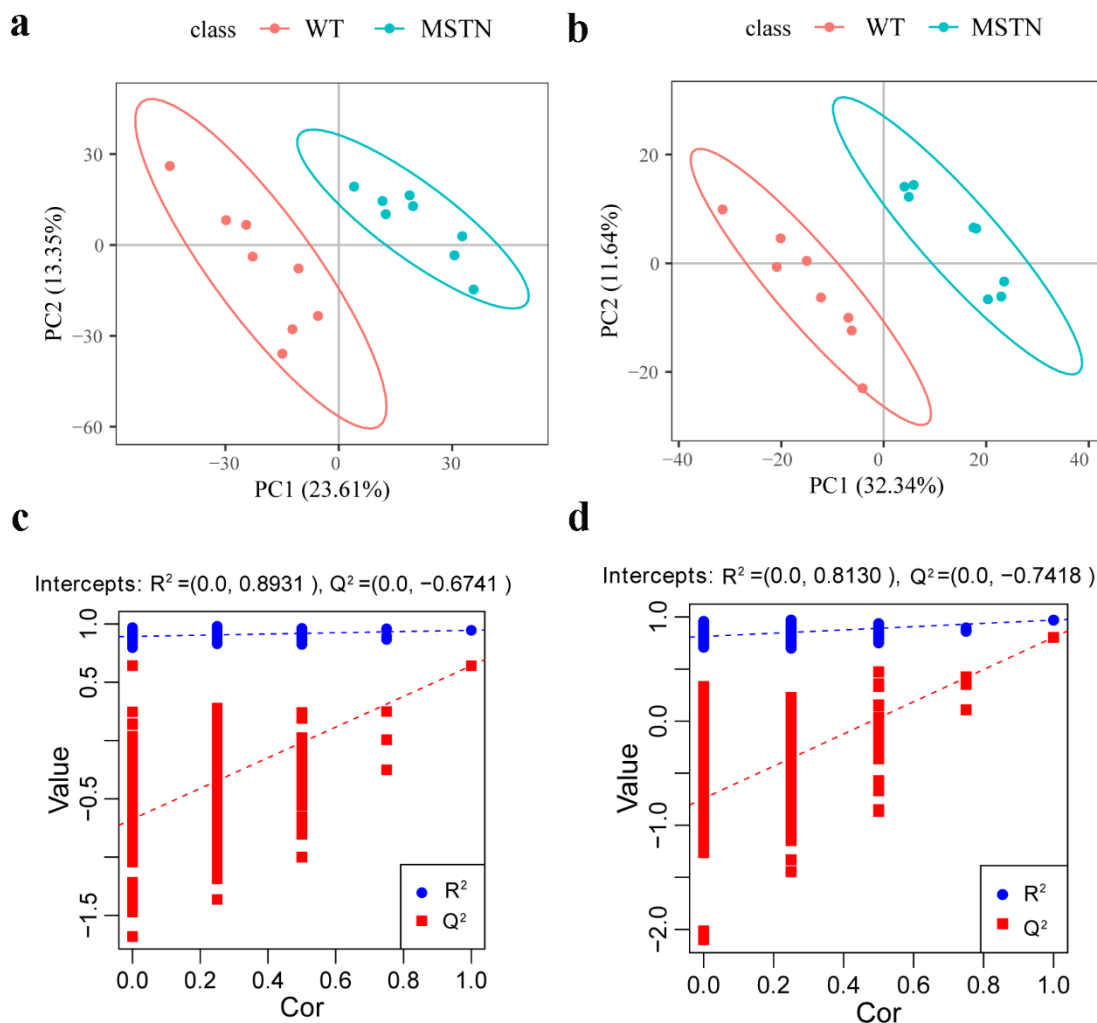 a
class WT MSTN
PC2 (13.35%)
30
0
−30
−60
−30
0
30
PC1 (23.61%)
b
class WT MSTN
PC2 (11.64%)
20
0
−20
−40
−20
0
20
40
PC1 (32.34%)
c
Intercepts: R²=(0.0, 0.8931 ), Q²=(0.0, −0.6741 )
Value
1.0
0.5
−0.5
−1.5
R²
Q²
0.0 0.2 0.4 0.6 0.8 1.0
Cor
d
Intercepts: R²=(0.0, 0.8130 ), Q²=(0.0, −0.7418 )
Value
1.0
0.0
−1.0
−2.0
R²
Q²
0.0 0.2 0.4 0.6 0.8 1.0
Cor